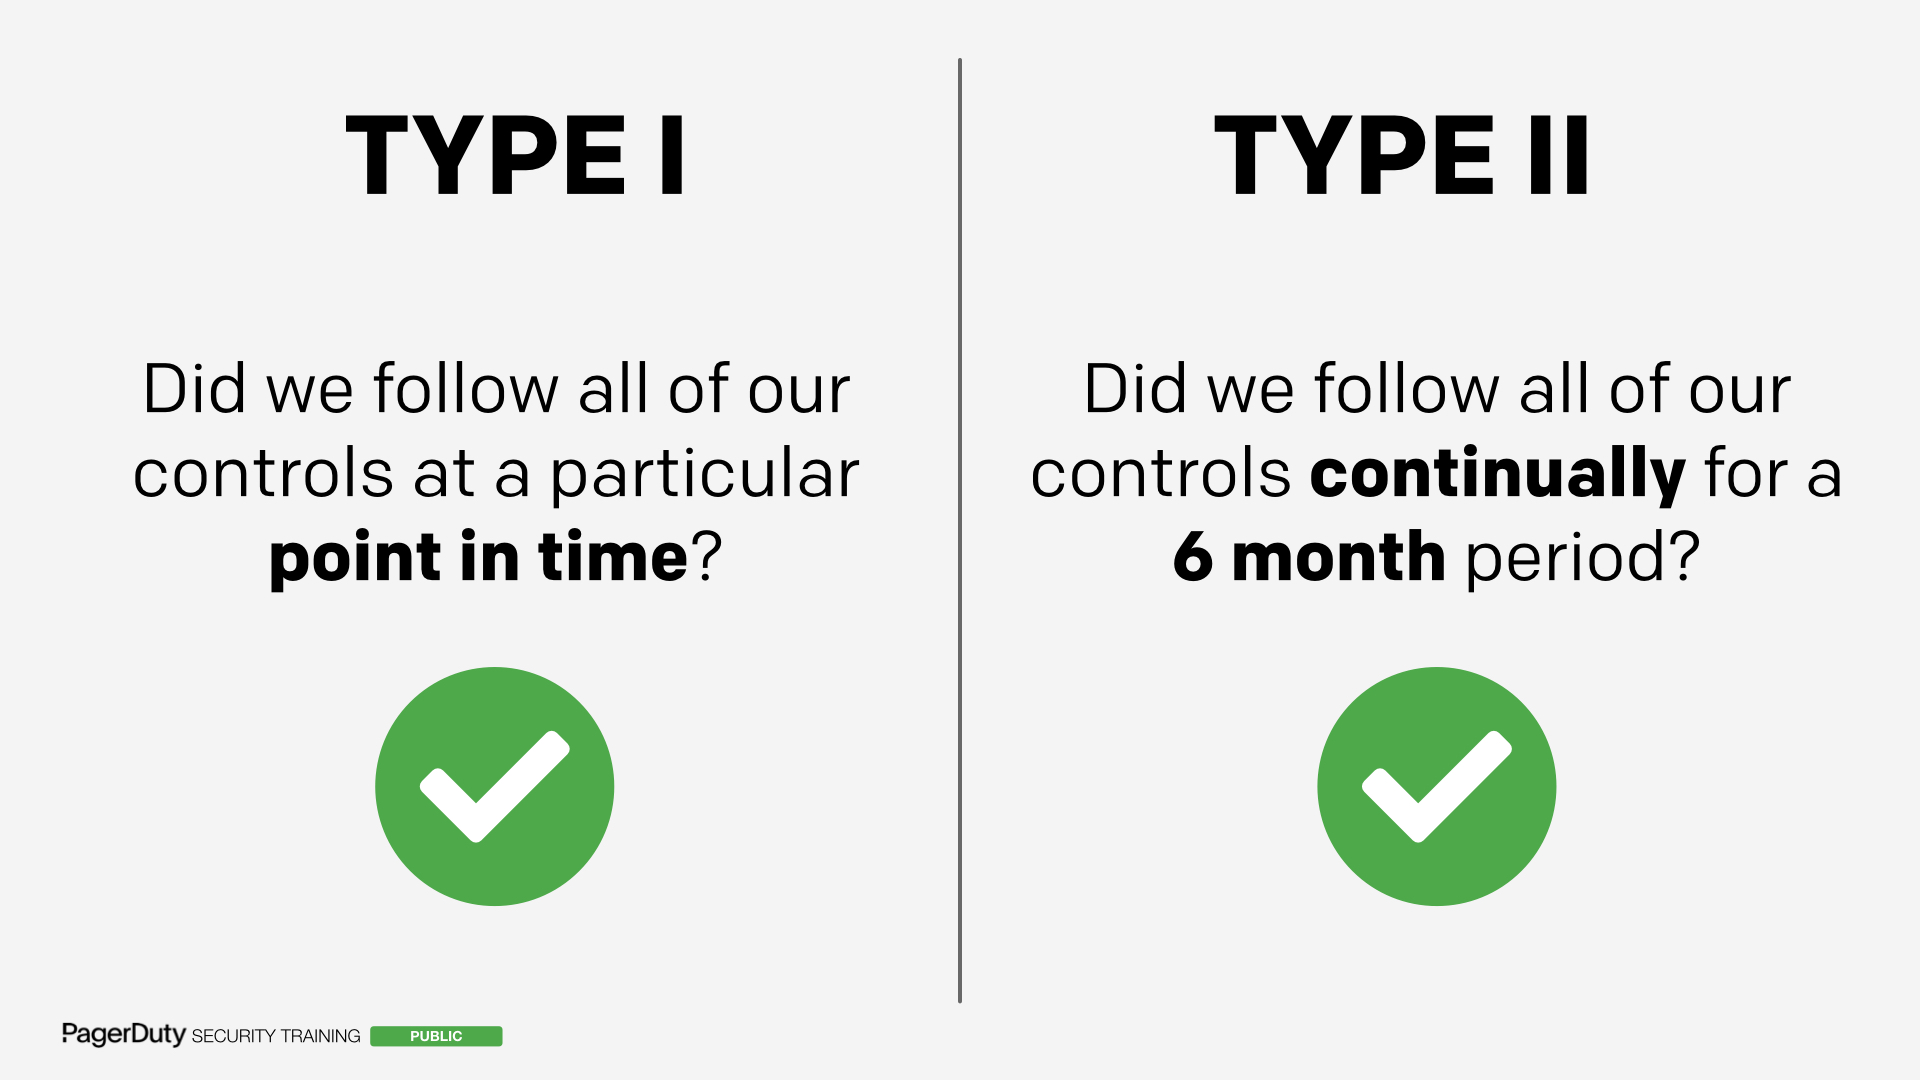 TYPE I
Did we follow all of our
controls at a particular
point in time?
TYPE II
Did we follow all of our
controls continually for a
6 month period?
PagerDuty SECURITY TRAINING PUBLIC